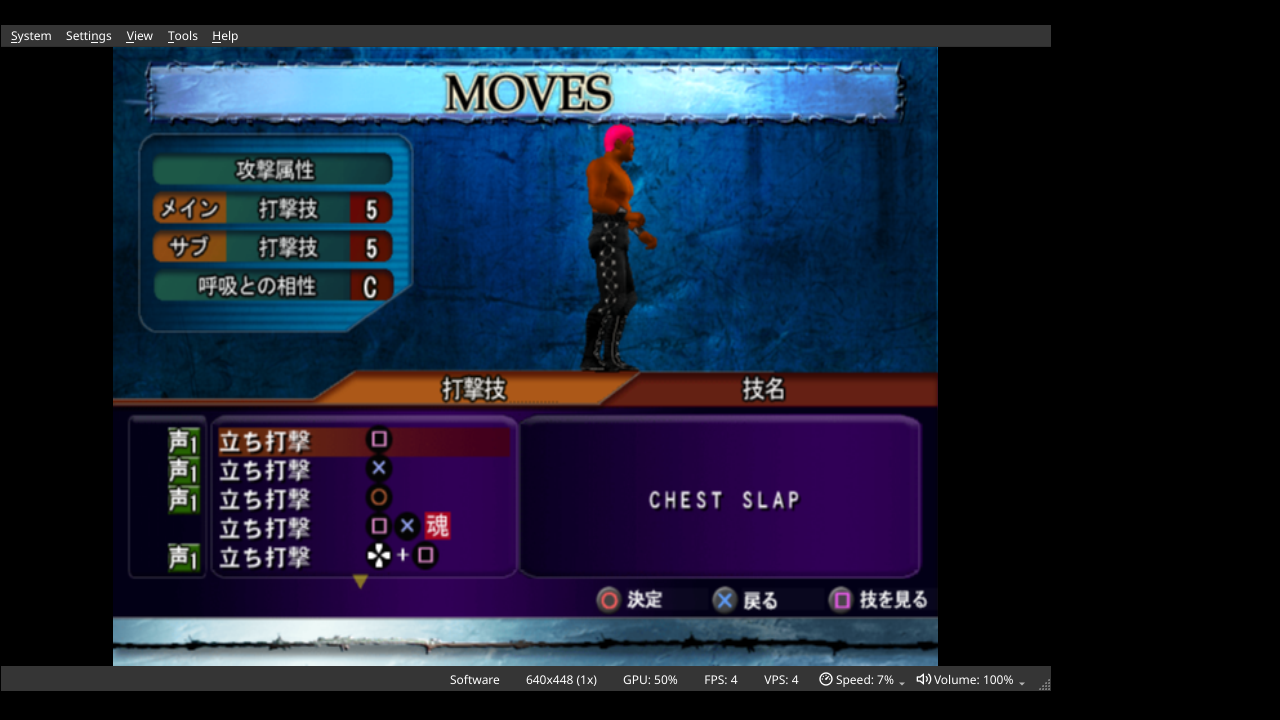 System Settings View Tools Help
MOVES
攻撃属性
メイン 打撃技 5
サブ 打撃技 5
呼吸との相性 C
打撃技 技名
声1 立ち打撃
声1 立ち打撃
声1 立ち打撃
立ち打撃 魂
声1 立ち打撃 +
CHEST SLAP
決定 戻る 技を見る
Software 640x448 (1x) GPU: 50% FPS: 4 VPS: 4 Speed: 7% Volume: 100%